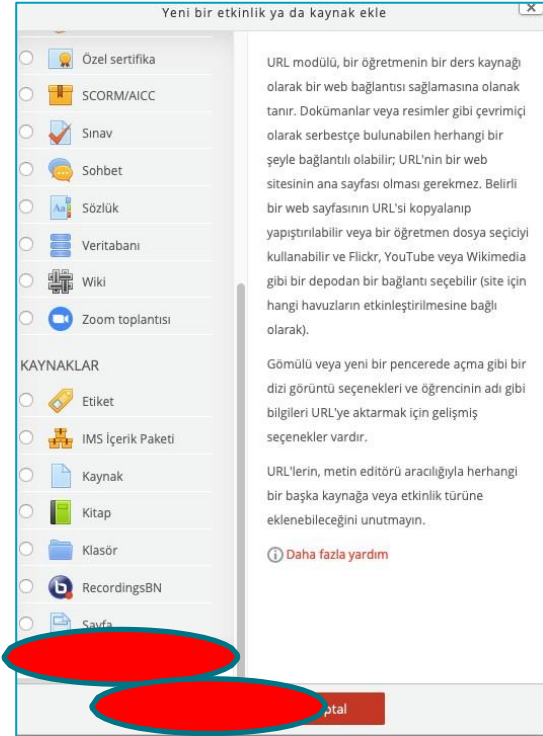 Yeni bir etkinlik ya da kaynak ekle
Özel sertifika
SCORM/AICC
Sınav
Sohbet
Sözlük
Veritabanı
Wiki
Zoom toplantısı
KAYNAKLAR
Etiket
IMS İçerik Paketi
Kaynak
Kitap
Klasör
RecordingsBN
Sayfa
URL modülü, bir öğretmenin bir ders kaynağı
olarak bir web bağlantısı sağlamasına olanak
tanır. Dokümanlar veya resimler gibi çevrimiçi
olarak serbestçe bulunabilen herhangi bir
şeyle bağlantılı olabilir; URL'nin bir web
sitesinin ana sayfası olması gerekmez. Belirli
bir web sayfasının URL'si kopyalanıp
yapıştırılabilir veya bir öğretmen dosya seçiciyi
kullanabilir ve Flickr, YouTube veya Wikimedia
gibi bir depodan bir bağlantı seçebilir (site için
hangi havuzların etkinleştirilmesine bağlı
olarak).
Gömülü veya yeni bir pencerede açma gibi bir
dizi görüntü seçenekleri ve öğrencinin adı gibi
bilgileri URL'ye aktarmak için gelişmiş
seçenekler vardır.
URL'lerin, metin editörü aracılığıyla herhangi
bir başka kaynağa veya etkinlik türüne
eklenebileceğini unutmayın.
Daha fazla yardım